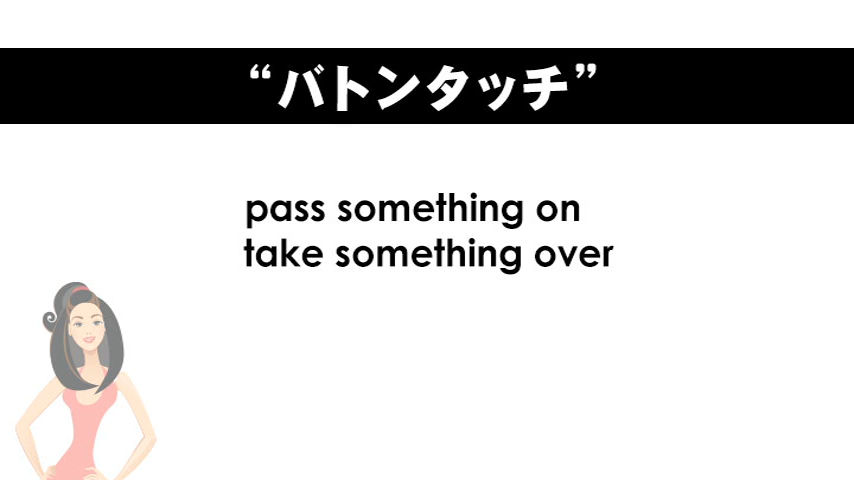 “バトンタッチ”
pass something on
take something over